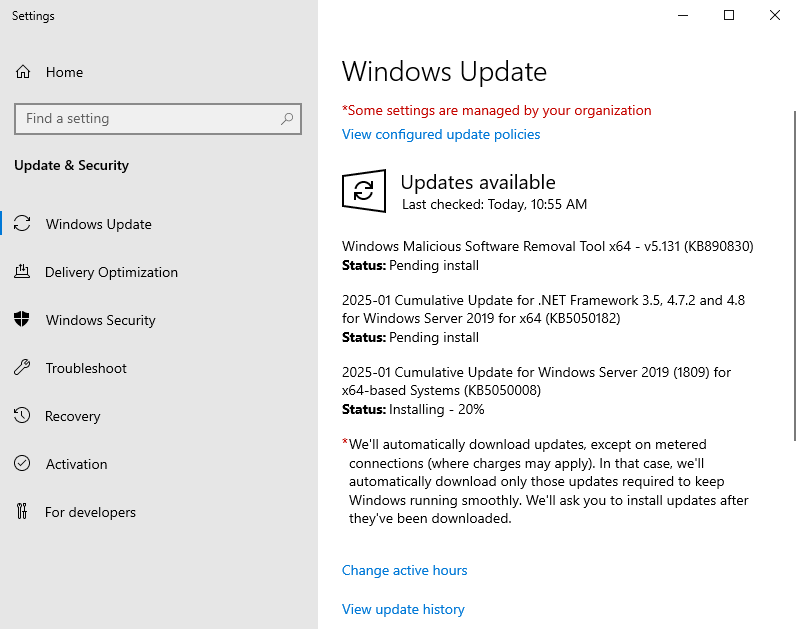 Settings
Home
Find a setting
Update & Security
Windows Update
Delivery Optimization
Windows Security
Troubleshoot
Recovery
Activation
For developers
Windows Update
*Some settings are managed by your organization
View configured update policies
Updates available
Last checked: Today, 10:55 AM
Windows Malicious Software Removal Tool x64 - v5.131 (KB890830)
Status: Pending install
2025-01 Cumulative Update for .NET Framework 3.5, 4.7.2 and 4.8
for Windows Server 2019 for x64 (KB5050182)
Status: Pending install
2025-01 Cumulative Update for Windows Server 2019 (1809) for
x64-based Systems (KB5050008)
Status: Installing - 20%
*We'll automatically download updates, except on metered
connections (where charges may apply). In that case, we'll
automatically download only those updates required to keep
Windows running smoothly. We'll ask you to install updates after
they've been downloaded.
Change active hours
View update history